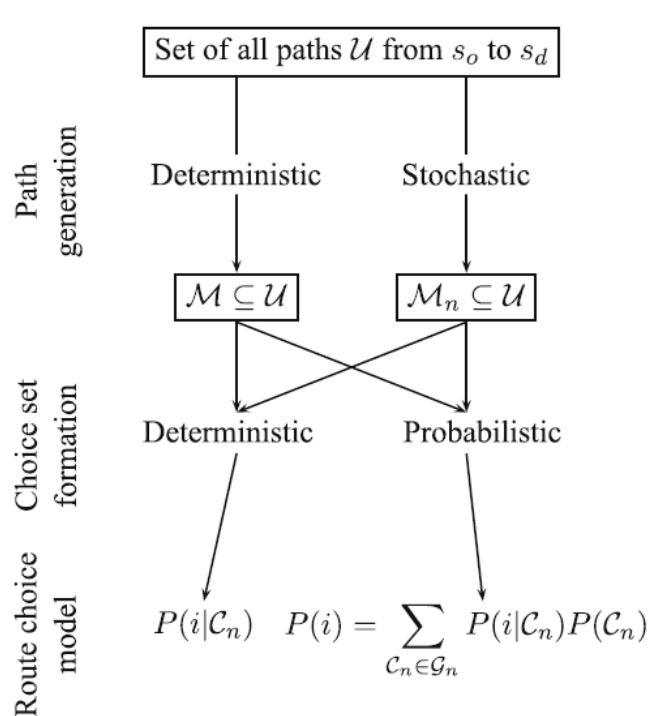 Set of all paths 𝒰 from s_o to s_d
Path
generation
Deterministic
Stochastic
ℳ ⊆ 𝒰
ℳ_n ⊆ 𝒰
Choice set
formation
Deterministic
Probabilistic
Route choice
model
P(i|𝒞_n)
P(i) = ∑_{𝒞_n∈𝒢_n} P(i|𝒞_n)P(𝒞_n)